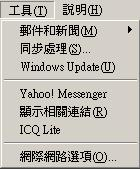 工具(T) 說明(H)
郵件和新聞(M)
同步處理(S)...
Windows Update(U)
Yahoo! Messenger
顯示相關連結(R)
ICQ Lite
網際網路選項(O)...